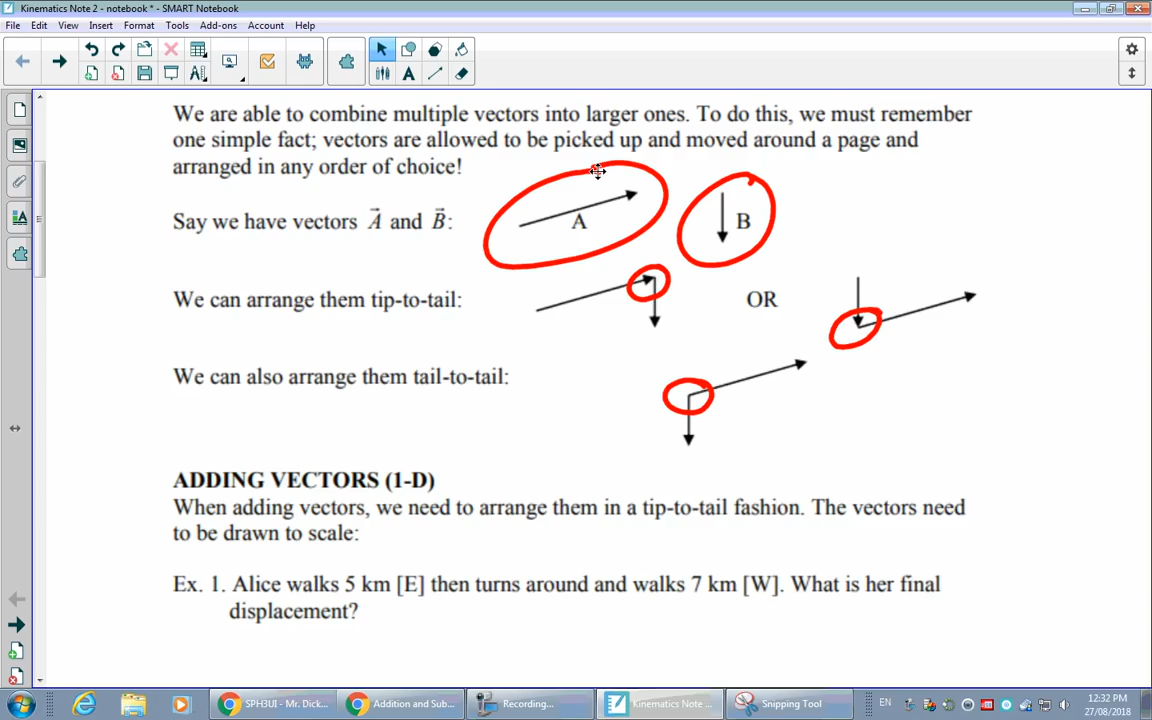 Kinematics Note 2 - notebook * - SMART Notebook
File Edit View Insert Format Tools Add-ons Account Help
We are able to combine multiple vectors into larger ones. To do this, we must remember
one simple fact; vectors are allowed to be picked up and moved around a page and
arranged in any order of choice!
Say we have vectors A⃗ and B⃗: A B
We can arrange them tip-to-tail: OR
We can also arrange them tail-to-tail:
ADDING VECTORS (1-D)
When adding vectors, we need to arrange them in a tip-to-tail fashion. The vectors need
to be drawn to scale:
Ex. 1. Alice walks 5 km [E] then turns around and walks 7 km [W]. What is her final
displacement?
SPH3UI - Mr. Dick... Addition and Sub... Recording... Kinematics Note ... Snipping Tool EN 12:32 PM
27/08/2018